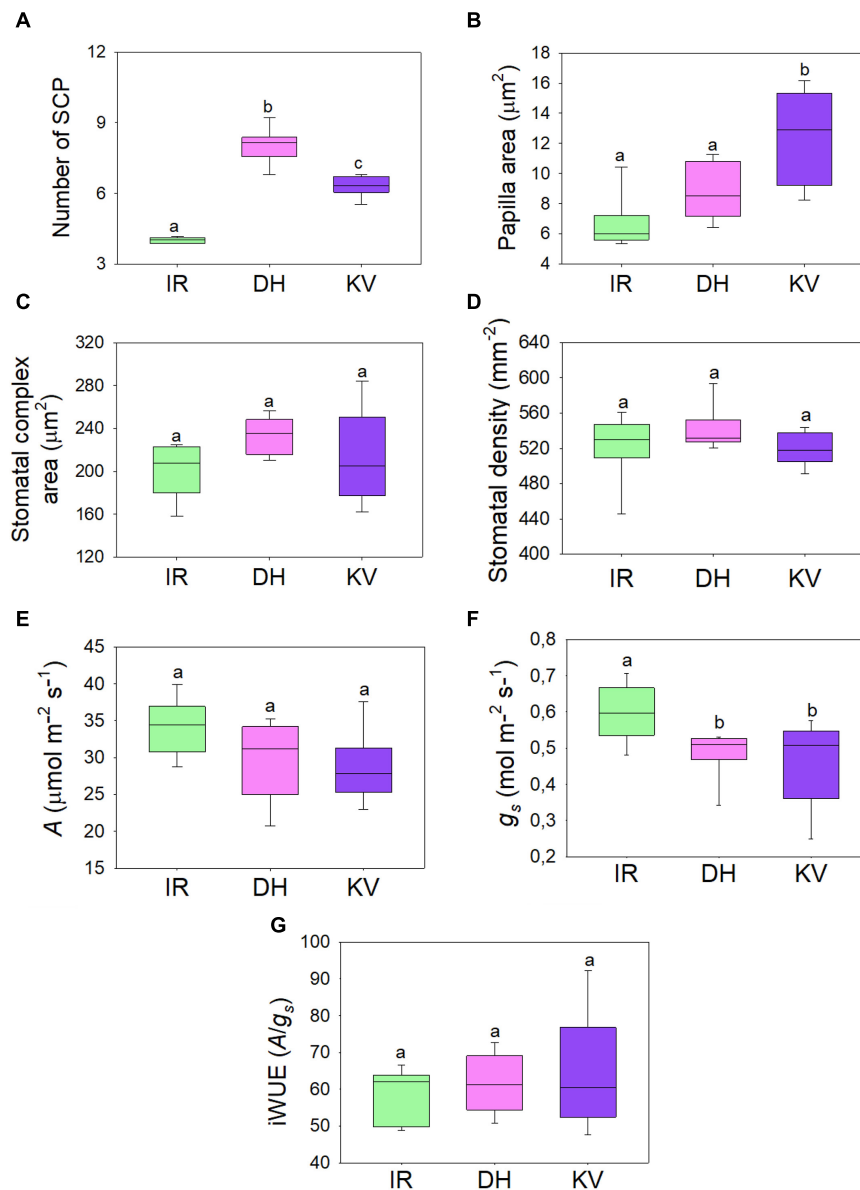 A
Number of SCP
12
9
6
3
a
b
c
IR DH KV
B
Papilla area (μm²)
18
16
14
12
10
8
6
4
a
a
b
IR DH KV
C
Stomatal complex
area (μm²)
320
280
240
200
160
120
a
a
a
IR DH KV
D
Stomatal density (mm⁻²)
640
600
560
520
480
440
400
a
a
a
IR DH KV
E
A (μmol m⁻² s⁻¹)
45
40
35
30
25
20
15
a
a
a
IR DH KV
F
gₛ (mol m⁻² s⁻¹)
0,8
0,7
0,6
0,5
0,4
0,3
0,2
a
b
b
IR DH KV
G
iWUE (A/gₛ)
100
90
80
70
60
50
40
a
a
a
IR DH KV